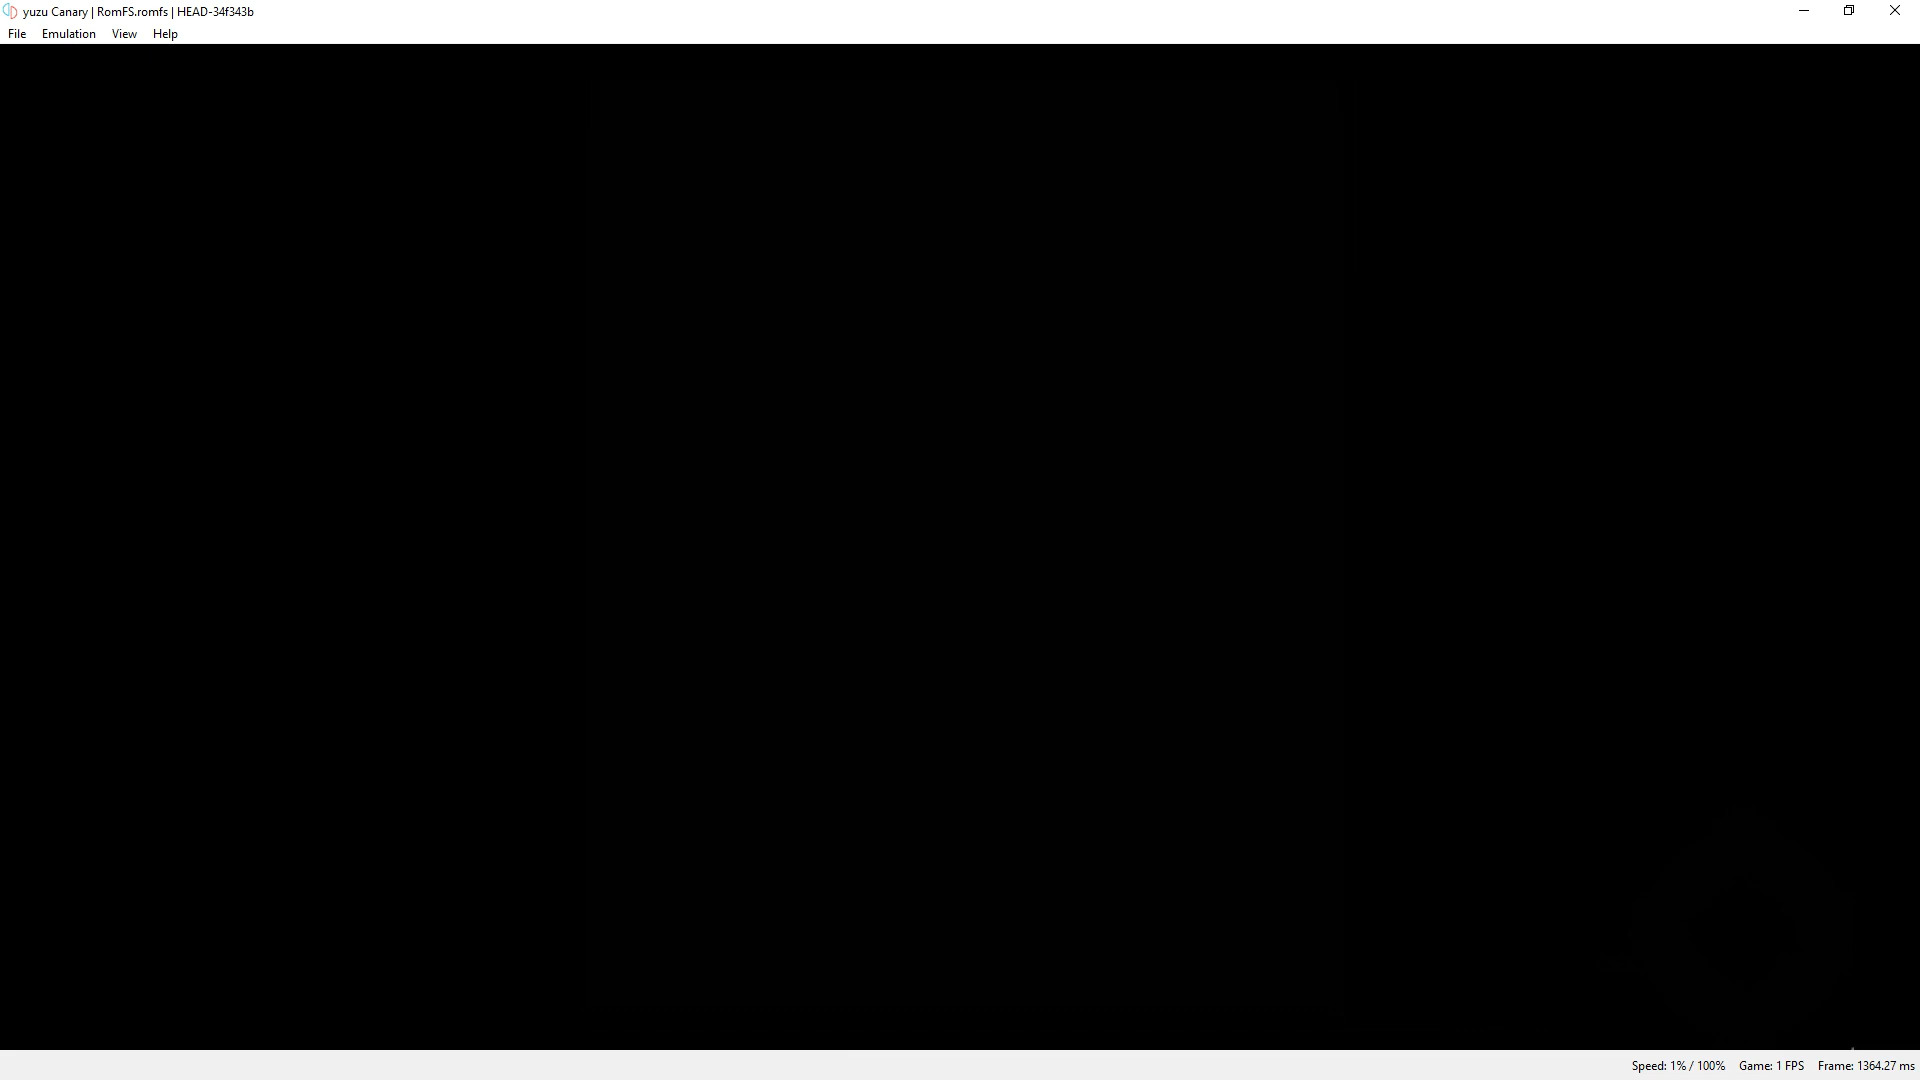 yuzu Canary | RomFS.romfs | HEAD-34f343b
File Emulation View Help
Speed: 1% / 100% Game: 1 FPS Frame: 1364.27 ms